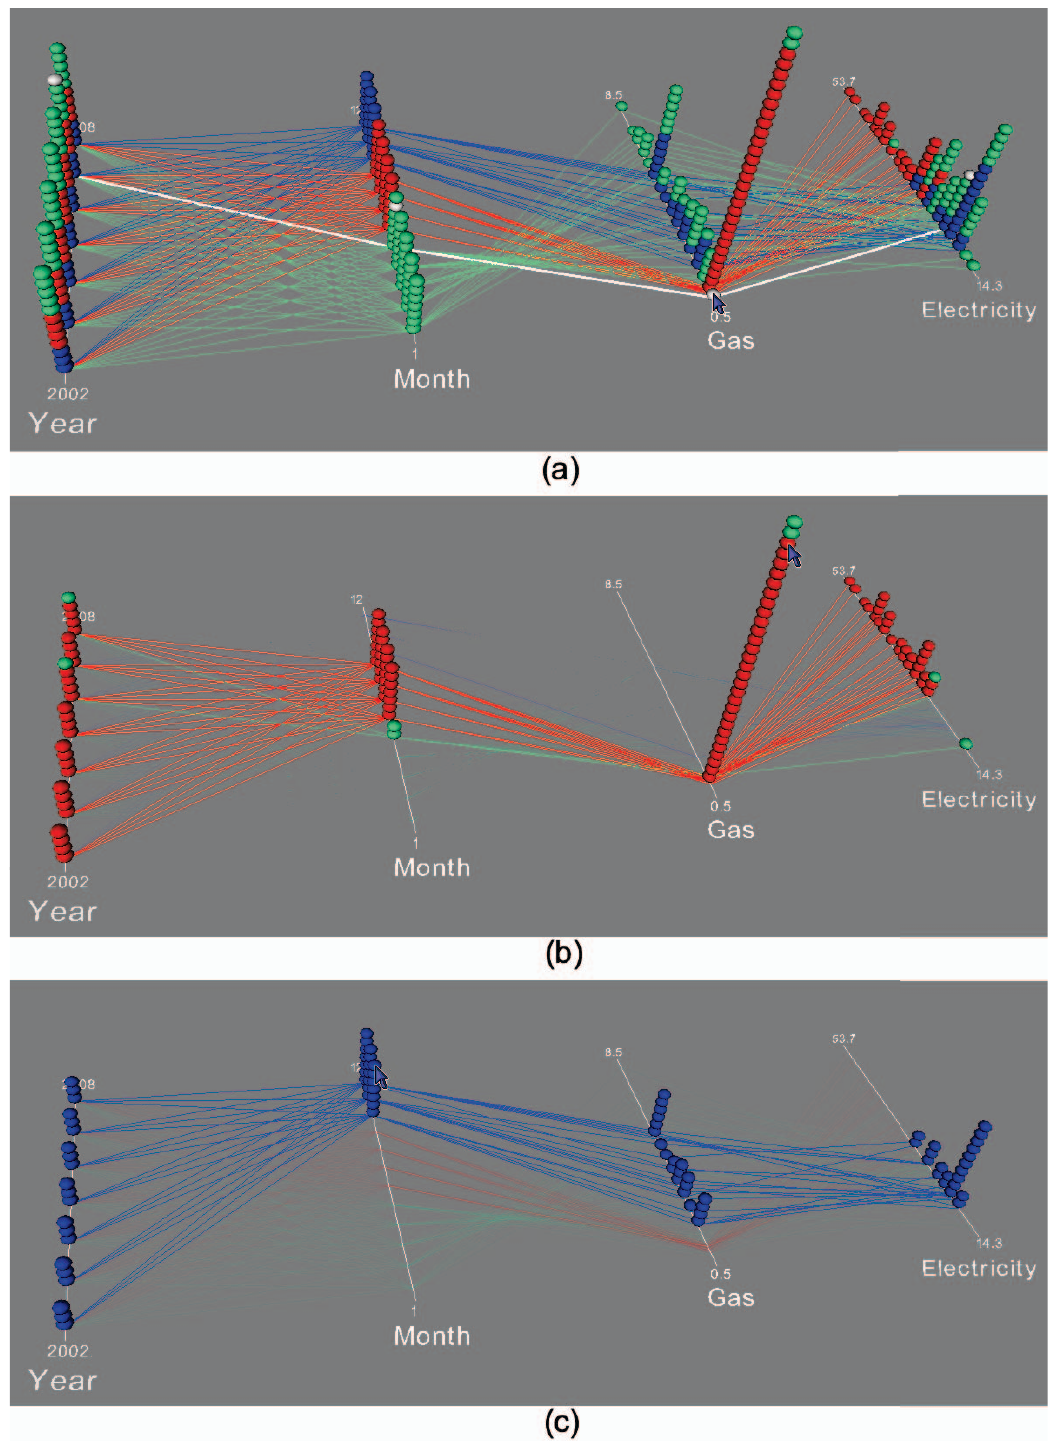 8.5
53.7
14.3
Electricity
0.5
Gas
1
Month
2002
Year
(a)
12
8.5
53.7
14.3
Electricity
0.5
Gas
1
Month
2002
Year
(b)
8.5
53.7
14.3
Electricity
0.5
Gas
1
Month
2002
Year
(c)